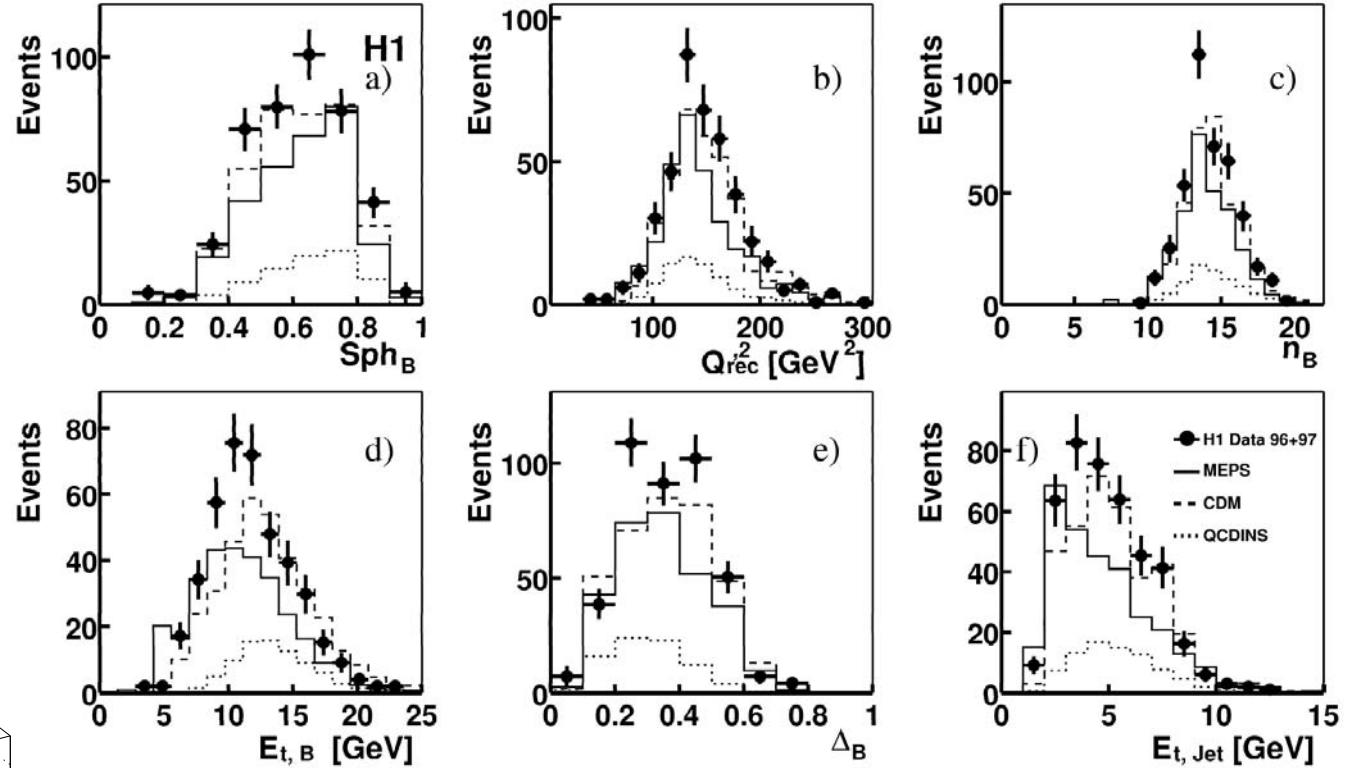 Events
100
50
0
H1
a)
0 0.2 0.4 0.6 0.8 1
Sph_B
Events
100
50
0
b)
100 200 300
Q'^2_rec [GeV^2]
Events
100
50
0
c)
0 5 10 15 20
n_B
Events
80
60
40
20
0
d)
0 5 10 15 20 25
E_t, B [GeV]
Events
100
50
0
e)
0 0.2 0.4 0.6 0.8 1
Δ_B
Events
80
60
40
20
0
f)
H1 Data 96+97
MEPS
CDM
QCDINS
0 5 10 15
E_t, Jet [GeV]